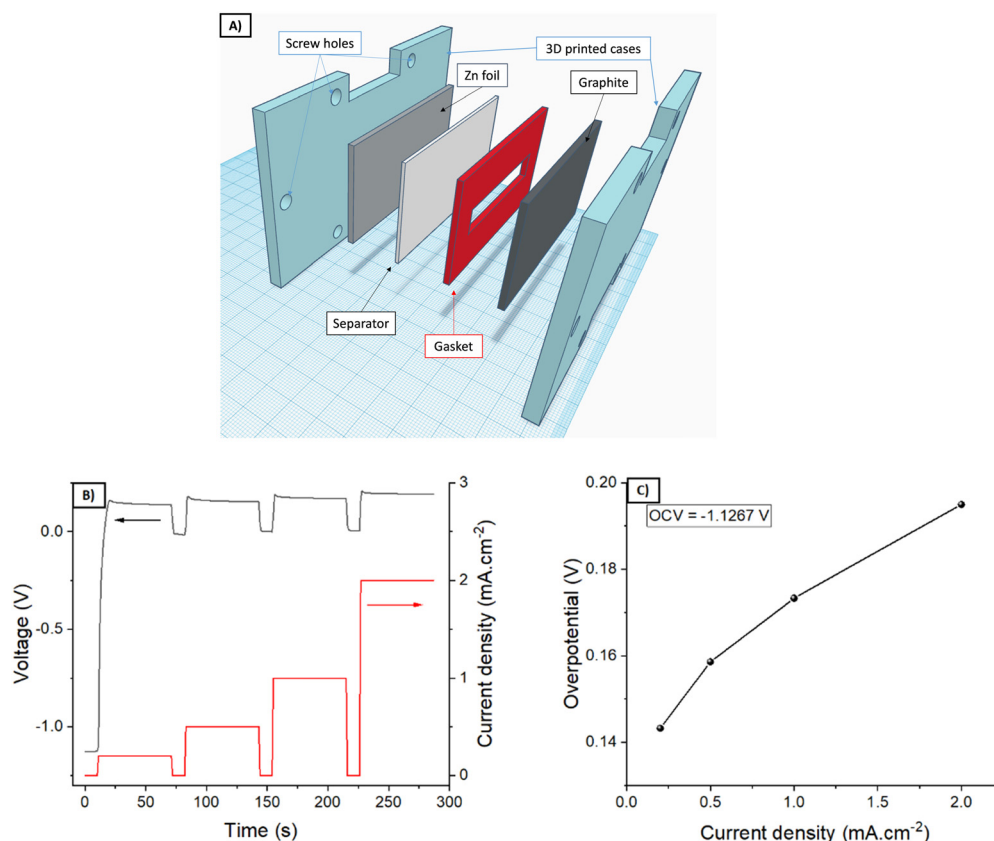 A)
Screw holes
3D printed cases
Zn foil
Graphite
Separator
Gasket
B)
Voltage (V)
0.0
-0.5
-1.0
3
2
1
0
Current density (mA.cm⁻²)
0 50 100 150 200 250 300
Time (s)
C)
OCV = -1.1267 V
Overpotential (V)
0.20
0.18
0.16
0.14
0.0 0.5 1.0 1.5 2.0
Current density (mA.cm⁻²)